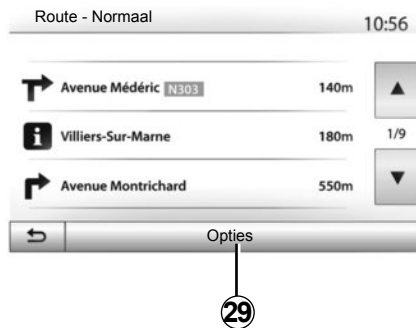 Route - Normaal 10:56
Avenue Médéric N303 140m
Villiers-Sur-Marne 180m
1/9
Avenue Montrichard 550m
Opties
29